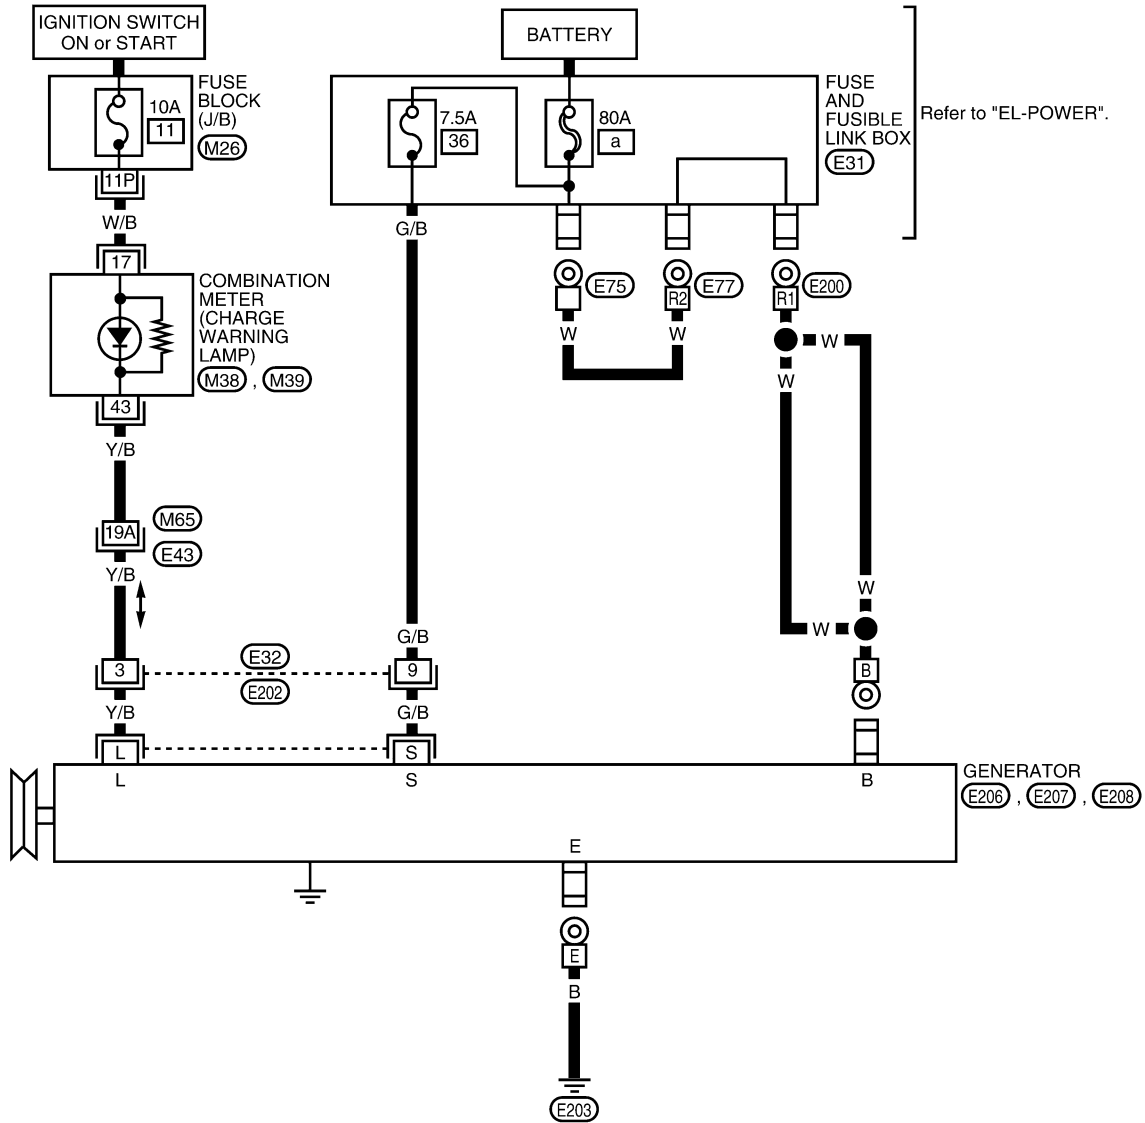 IGNITION SWITCH
ON or START
BATTERY
FUSE
BLOCK
(J/B)
M26
10A
11
11P
W/B
17
COMBINATION
METER
(CHARGE
WARNING
LAMP)
M38 , M39
43
Y/B
19A
M65
E43
Y/B
3
E32
E202
Y/B
L
L
7.5A
36
80A
a
FUSE
AND
FUSIBLE
LINK BOX
E31
Refer to "EL-POWER".
G/B
E75
R2
E77
R1
E200
W
W
W
W
W
W
G/B
9
G/B
S
S
B
B
GENERATOR
E206 , E207 , E208
E
E
B
E203